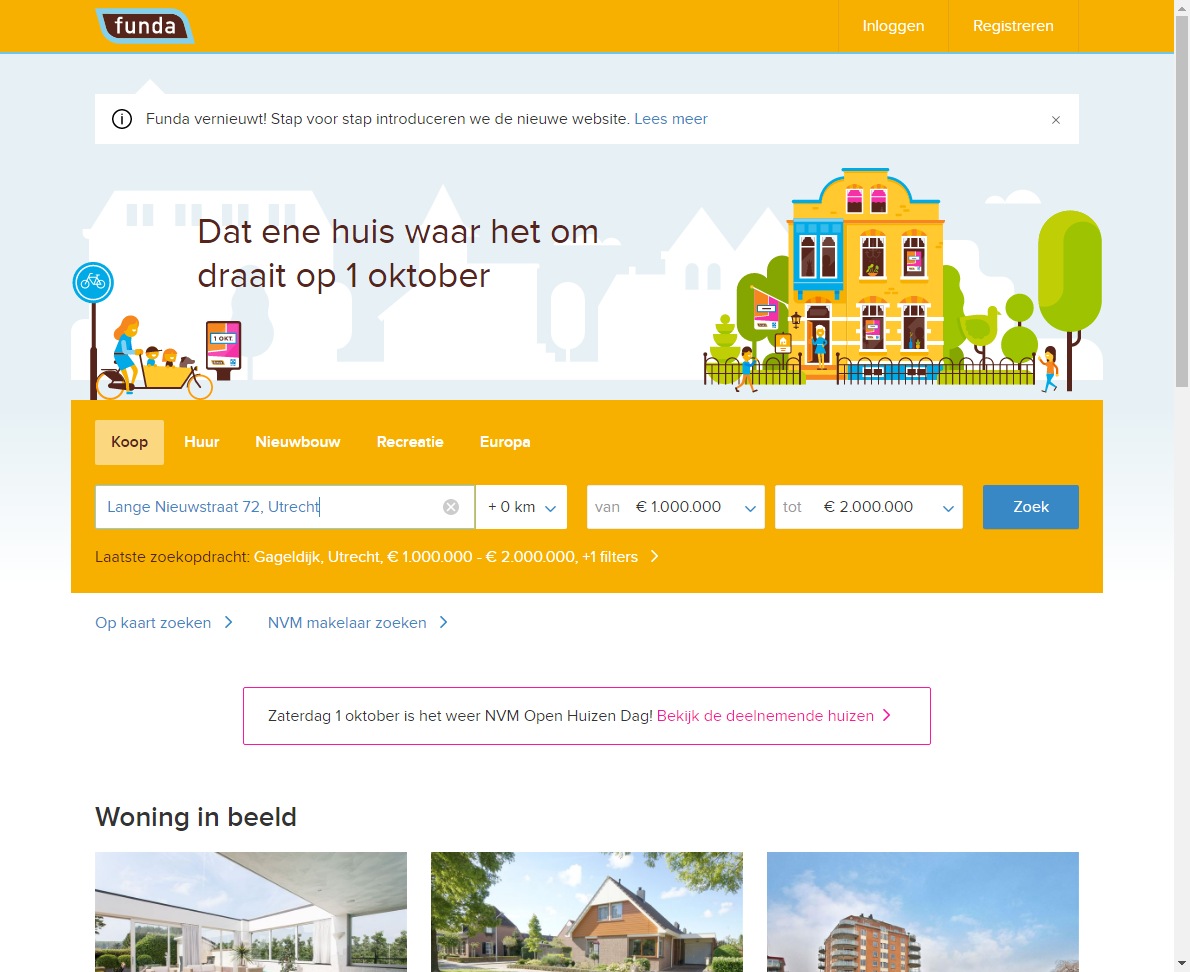 funda
Inloggen
Registreren
Funda vernieuwt! Stap voor stap introduceren we de nieuwe website. Lees meer
Dat ene huis waar het om
draait op 1 oktober
1 OKT
Koop
Huur
Nieuwbouw
Recreatie
Europa
Lange Nieuwstraat 72, Utrecht
+ 0 km
van € 1.000.000
tot € 2.000.000
Zoek
Laatste zoekopdracht: Gageldijk, Utrecht, € 1.000.000 - € 2.000.000, +1 filters
Op kaart zoeken
NVM makelaar zoeken
Zaterdag 1 oktober is het weer NVM Open Huizen Dag! Bekijk de deelnemende huizen
Woning in beeld